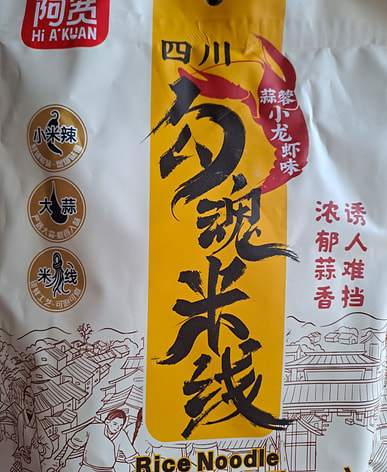 阿宽
Hi A'KUAN
四川
勾魂米线
蒜蓉
小龙虾味
小米辣
大蒜
米线
诱人难挡
浓郁蒜香
Rice Noodle